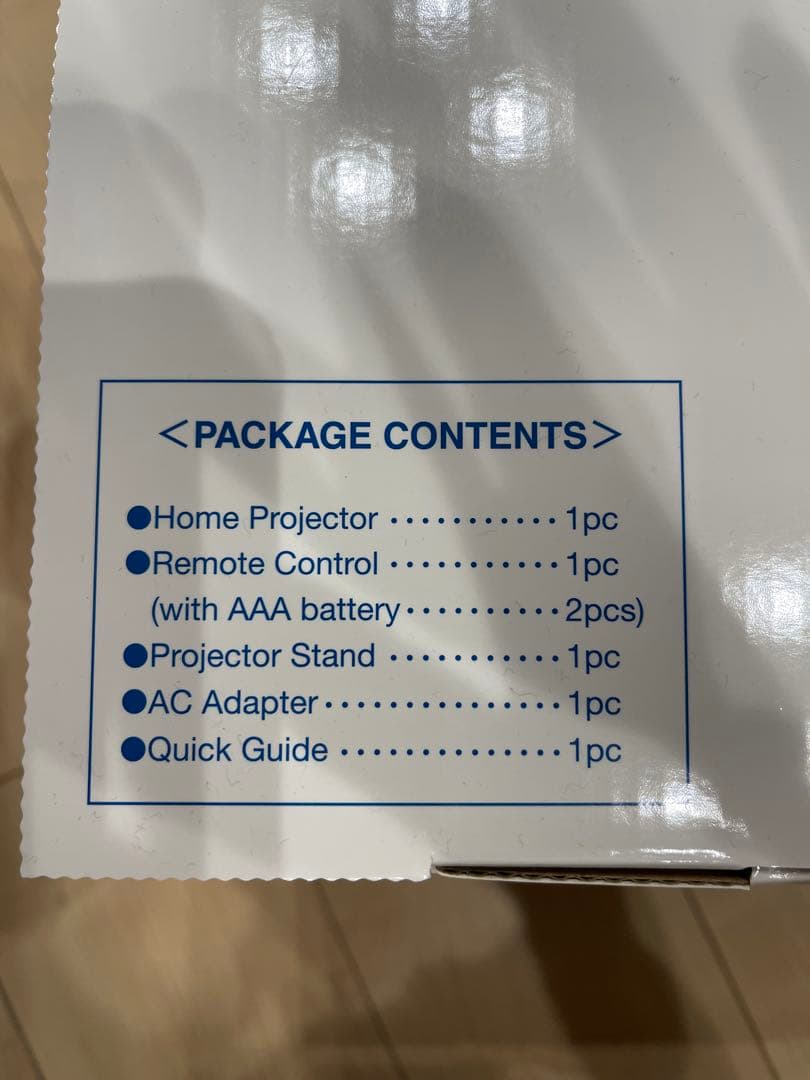 <PACKAGE CONTENTS>
●Home Projector ··········· 1pc
●Remote Control ··········· 1pc
(with AAA battery·········· 2pcs)
●Projector Stand ··········· 1pc
●AC Adapter··············· 1pc
●Quick Guide ·············· 1pc